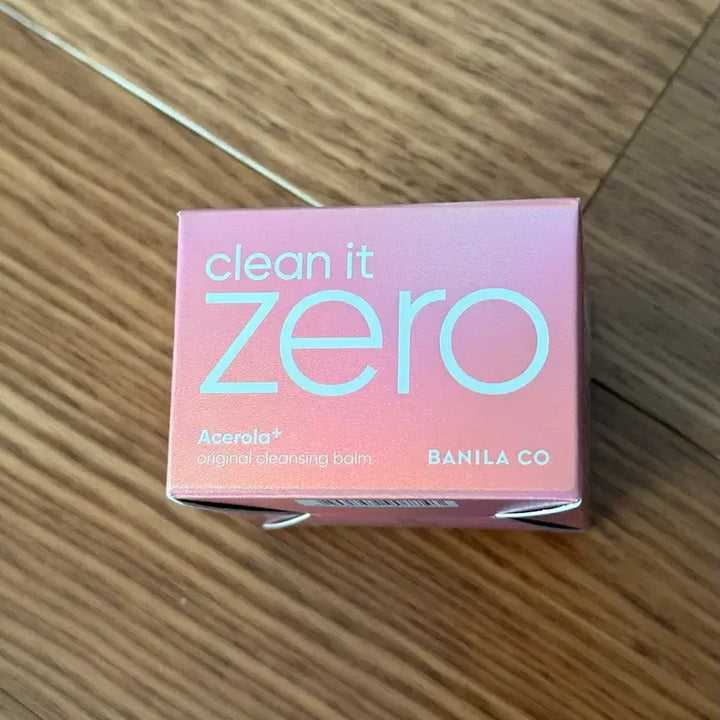 clean it
zero
Acerola+
original cleansing balm
BANILA CO